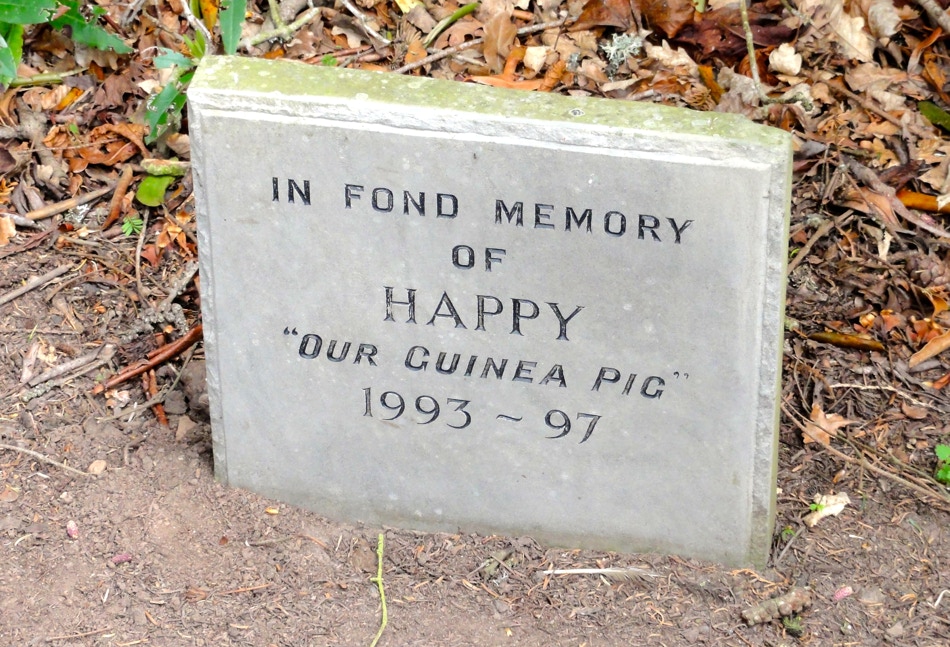 IN FOND MEMORY
OF
HAPPY
“OUR GUINEA PIG”
1993 ~ 97